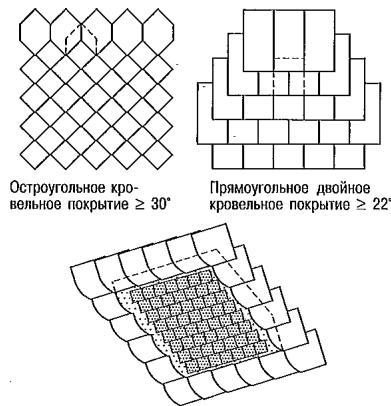 Остроугольное кро-
вельное покрытие ≥ 30°
Прямоугольное двойное
кровельное покрытие ≥ 22°